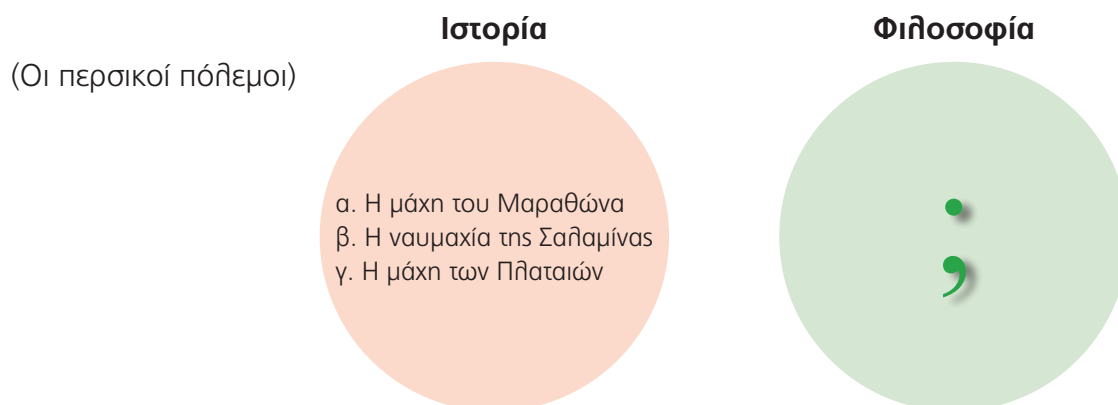 Ιστορία
Φιλοσοφία
(Οι περσικοί πόλεμοι)
α. Η μάχη του Μαραθώνα
β. Η ναυμαχία της Σαλαμίνας
γ. Η μάχη των Πλαταιών
;